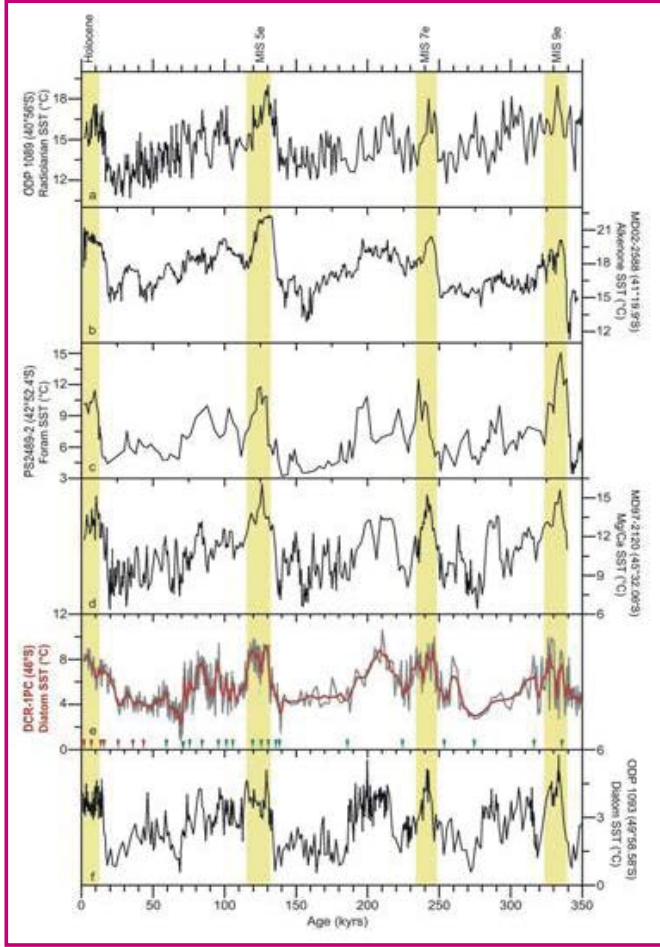 Holocene
MIS 5e
MIS 7e
MIS 9e
ODP 1089 (40°56'S)
Radiolarian SST (°C)
18
15
12
a
MD02-2588 (41°19.9'S)
Alkenone SST (°C)
21
18
15
12
b
PS2489-2 (42°52.4'S)
Foram SST (°C)
15
12
9
6
3
c
MD97-2120 (45°32.06'S)
Mg/Ca SST (°C)
15
12
9
6
d
DCR-1PC (46°S)
Diatom SST (°C)
12
8
4
0
e
ODP 1093 (49°58.58'S)
Diatom SST (°C)
6
3
0
f
0 50 100 150 200 250 300 350
Age (kyrs)